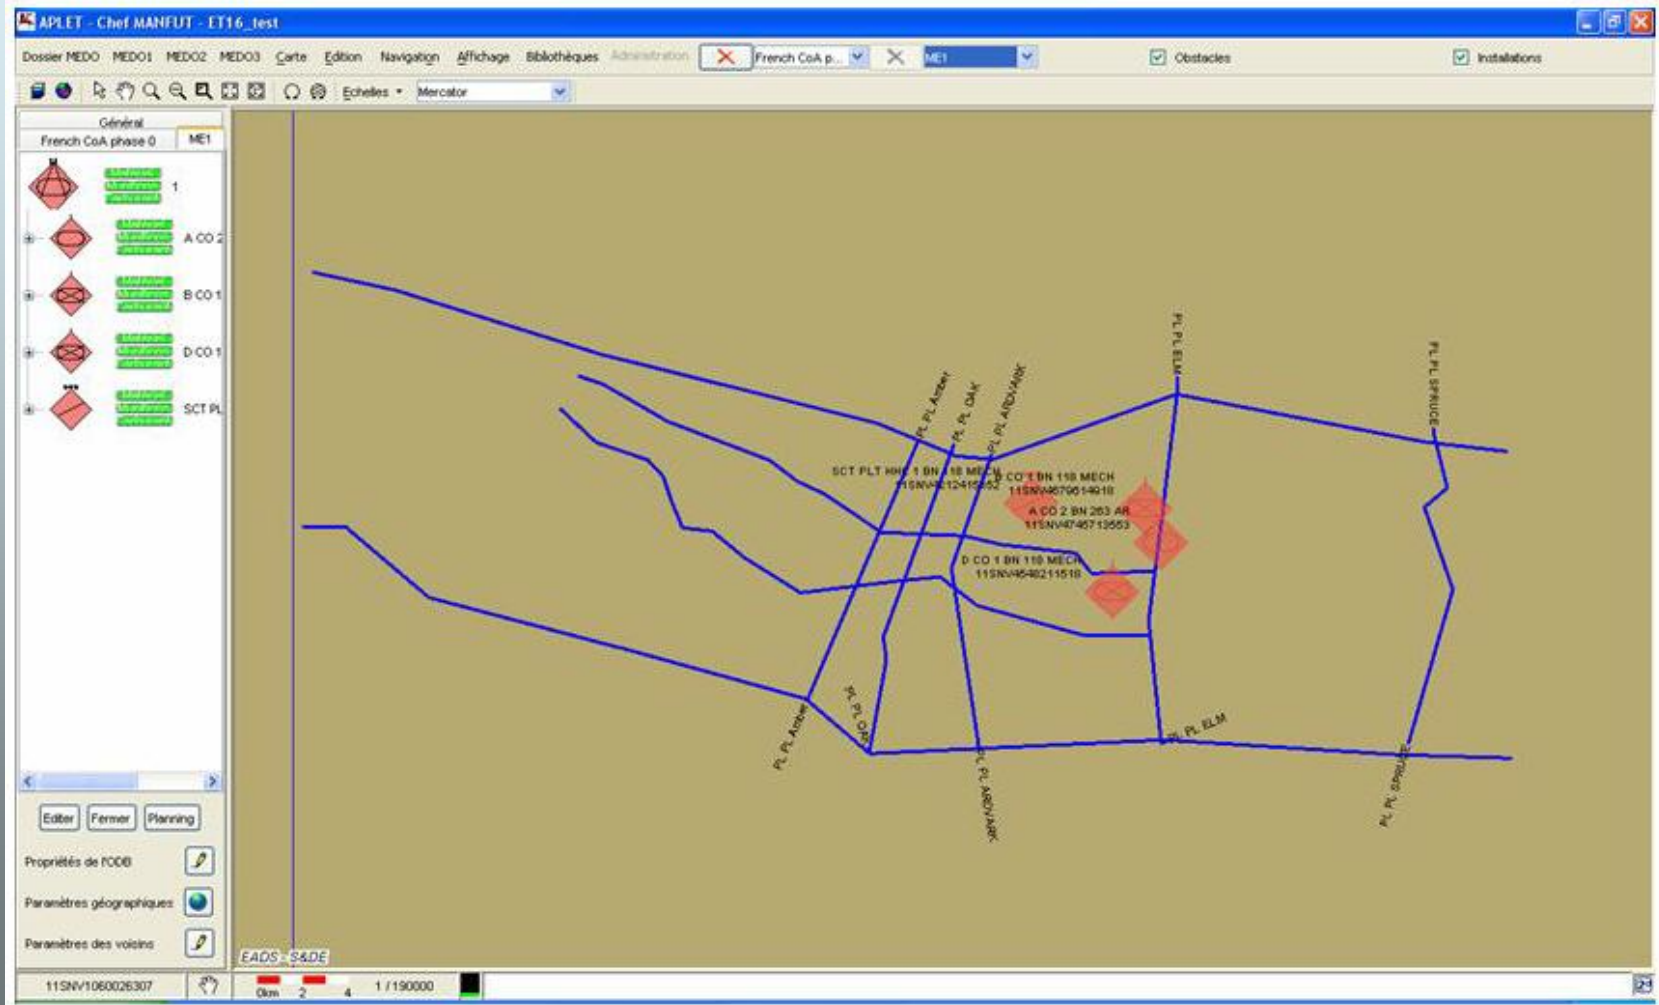 APLET - Chef MANFUT - ET16_test
Dossier MEDO MEDO1 MEDO2 MEDO3 Carte Edition Navigation Affichage Bibliothèques Administration French CoA p... ME1 Obstacles Installations
Echelles Mercator
Général
French CoA phase 0 ME1
1
A CO 2
B CO 1
D CO 1
SCT PL
PL PL ELM
PL PL SPRUCE
PL PL Amber
PL PL OAK
PL PL ARDVARK
SCT PLT HHC 1 BN 118 MECH
B CO 1 BN 118 MECH
11SNV4679614918
A CO 2 BN 263 AR
11SNV4746713553
D CO 1 BN 118 MECH
11SNV4548211518
PL PL Amber
PL PL OAK
PL PL ELM
PL PL ARDVARK
PL PL SPRUCE
Editer Fermer Planning
Propriétés de l'ODB
Paramètres géographiques
Paramètres des voisins
EADS - S&DE
11SNV1060026307 0km 2 4 1 / 190000